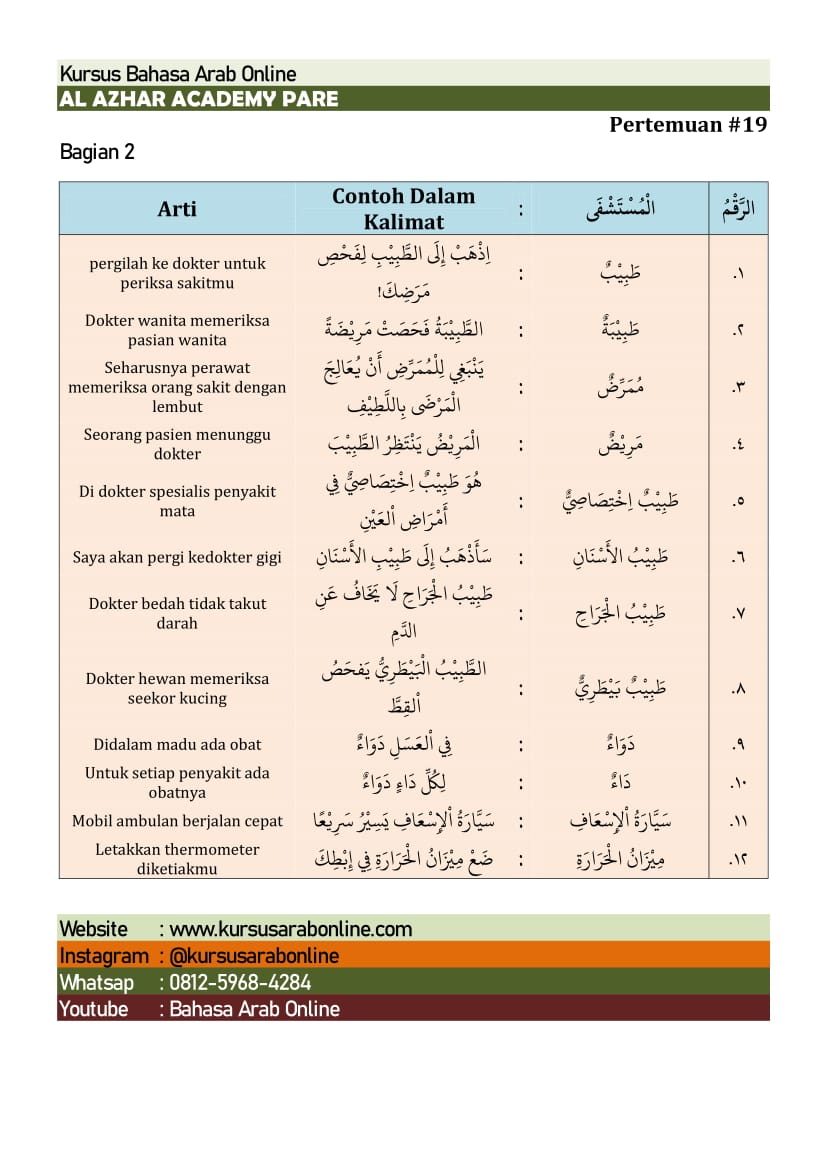 Kursus Bahasa Arab Online
AL AZHAR ACADEMY PARE
Pertemuan #19
Bagian 2
الرَّقْمُ الْمُسْتَشْفَى : Contoh Dalam Kalimat Arti
١. طَبِيْبٌ : اِذْهَبْ إِلَى الطَّبِيْبِ لِفَحْصِ مَرَضِكَ! pergilah ke dokter untuk periksa sakitmu
٢. طَبِيْبَةٌ : الطَّبِيْبَةُ فَحَصَتْ مَرِيْضَةً Dokter wanita memeriksa pasian wanita
٣. مُمَرِّضٌ : يَنْبَغِي لِلْمُمَرِّضِ أَنْ يُعَالِجَ الْمَرْضَى بِاللَّطِيْفِ Seharusnya perawat memeriksa orang sakit dengan lembut
٤. مَرِيْضٌ : الْمَرِيْضُ يَنْتَظِرُ الطَّبِيْبَ Seorang pasien menunggu dokter
٥. طَبِيْبٌ اِخْتِصَاصِيٌّ : هُوَ طَبِيْبٌ اِخْتِصَاصِيٌّ فِي أَمْرَاضِ الْعَيْنِ Di dokter spesialis penyakit mata
٦. طَبِيْبُ الأَسْنَانِ : سَأَذْهَبُ إِلَى طَبِيْبِ الأَسْنَانِ Saya akan pergi kedokter gigi
٧. طَبِيْبُ الْجَرَاحِ : طَبِيْبُ الْجَرَاحِ لَا يَخَافُ عَنِ الدَّمِ Dokter bedah tidak takut darah
٨. طَبِيْبٌ بَيْطَرِيٌّ : الطَّبِيْبُ الْبَيْطَرِيُّ يَفحَصُ الْقِطَّ Dokter hewan memeriksa seekor kucing
٩. دَوَاءٌ : فِي الْعَسَلِ دَوَاءٌ Didalam madu ada obat
١٠. دَاءٌ : لِكُلِّ دَاءٍ دَوَاءٌ Untuk setiap penyakit ada obatnya
١١. سَيَّارَةُ الْإِسْعَافِ : سَيَّارَةُ الْإِسْعَافِ يَسِيْرُ سَرِيْعًا Mobil ambulan berjalan cepat
١٢. مِيْزَانُ الْحَرَارَةِ : ضَعْ مِيْزَانُ الْحَرَارَةِ فِي إِبْطِكَ Letakkan thermometer diketiakmu
Website : www.kursusarabonline.com
Instagram : @kursusarabonline
Whatsap : 0812-5968-4284
Youtube : Bahasa Arab Online